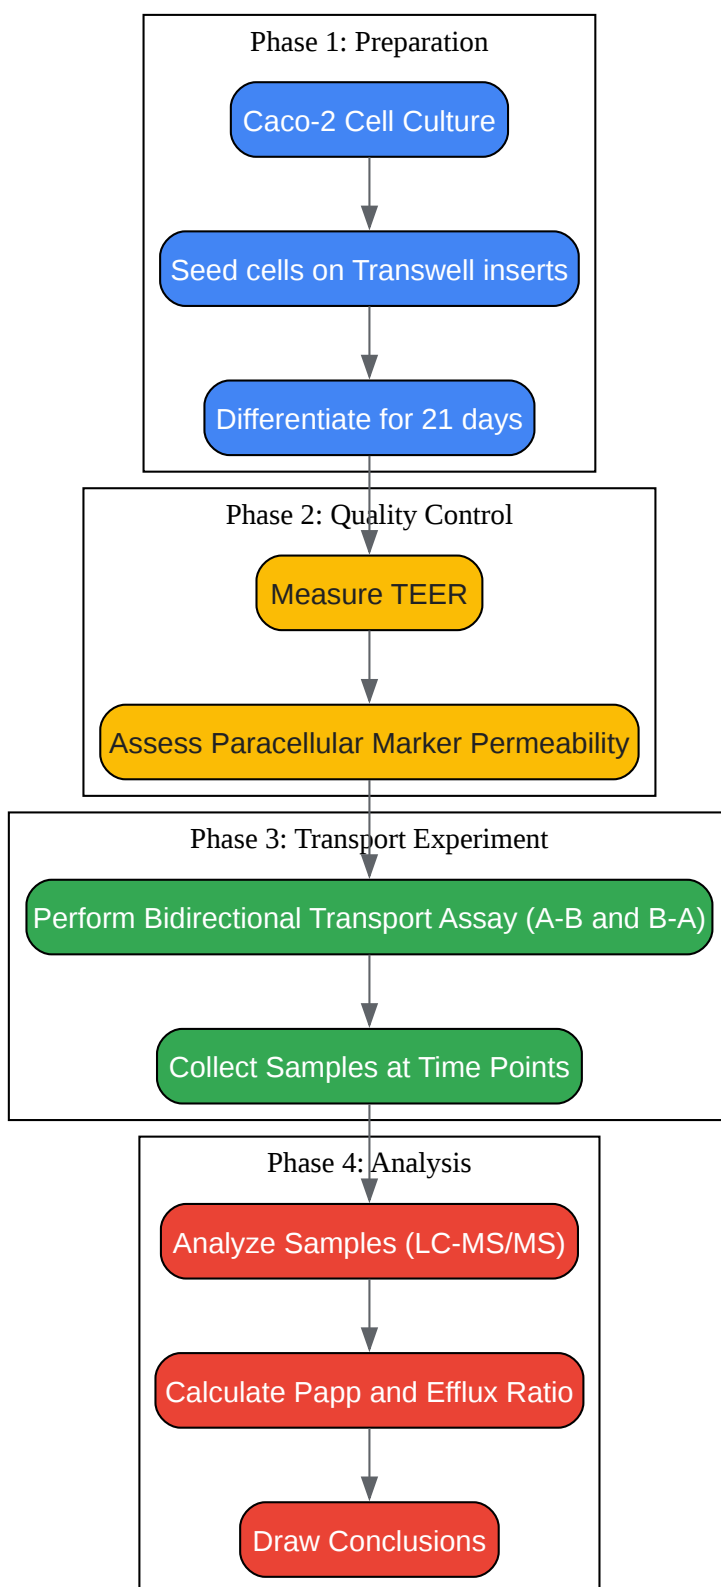 Phase 1: Preparation
Caco-2 Cell Culture
Seed cells on Transwell inserts
Differentiate for 21 days
Phase 2: Quality Control
Measure TEER
Assess Paracellular Marker Permeability
Phase 3: Transport Experiment
Perform Bidirectional Transport Assay (A-B and B-A)
Collect Samples at Time Points
Phase 4: Analysis
Analyze Samples (LC-MS/MS)
Calculate Papp and Efflux Ratio
Draw Conclusions